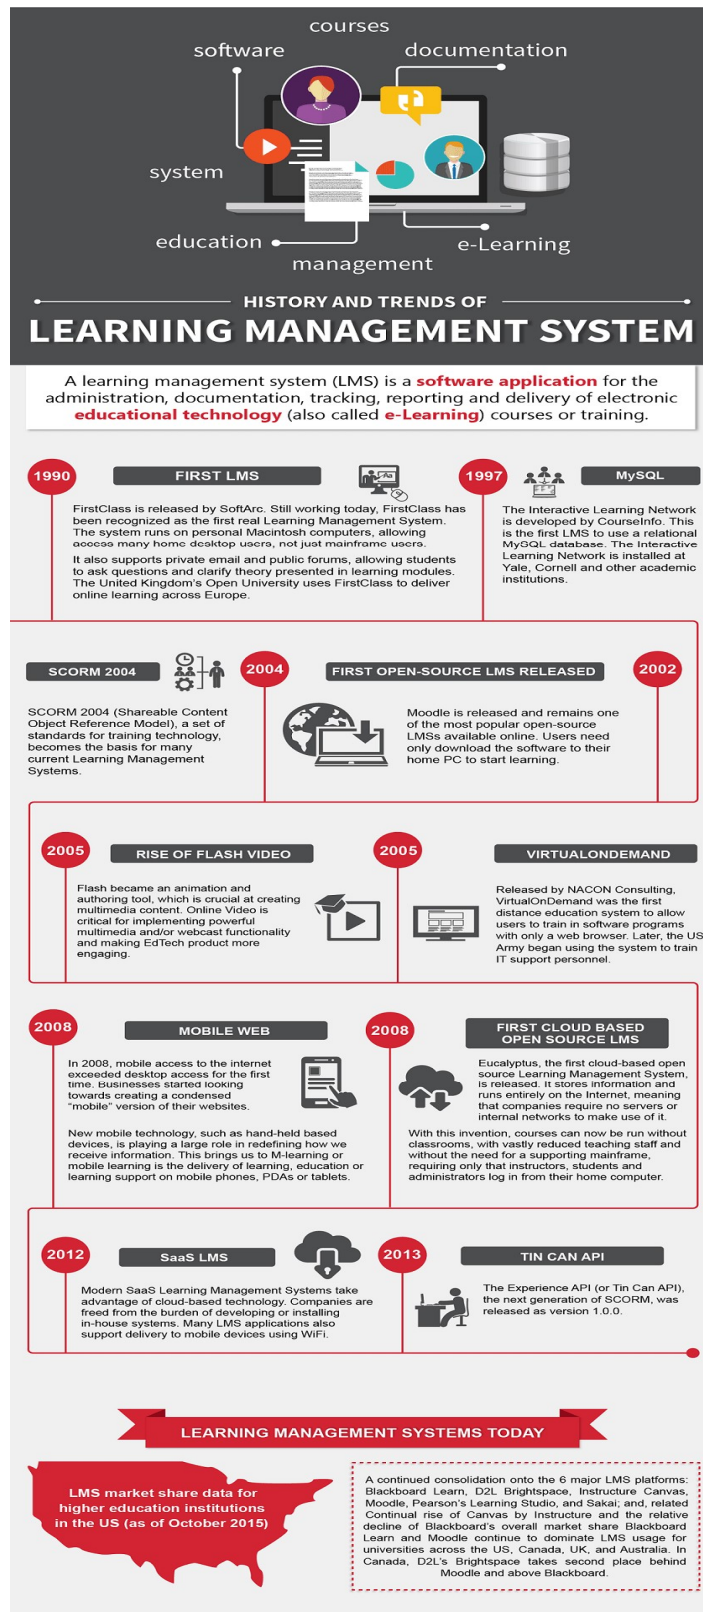 courses
software
documentation
system
education
e-Learning
management
HISTORY AND TRENDS OF
LEARNING MANAGEMENT SYSTEM
A learning management system (LMS) is a software application for the
administration, documentation, tracking, reporting and delivery of electronic
educational technology (also called e-Learning) courses or training.
1990
FIRST LMS
FirstClass is released by SoftArc. Still working today, FirstClass has
been recognized as the first real Learning Management System.
The system runs on personal Macintosh computers, allowing
access many home desktop users, not just mainframe users.
It also supports private email and public forums, allowing students
to ask questions and clarify theory presented in learning modules.
The United Kingdom's Open University uses FirstClass to deliver
online learning across Europe.
1997
MySQL
The Interactive Learning Network
is developed by CourseInfo. This
is the first LMS to use a relational
MySQL database. The Interactive
Learning Network is installed at
Yale, Cornell and other academic
institutions.
SCORM 2004
2004
SCORM 2004 (Shareable Content
Object Reference Model), a set of
standards for training technology,
becomes the basis for many
current Learning Management
Systems.
FIRST OPEN-SOURCE LMS RELEASED
2002
Moodle is released and remains one
of the most popular open-source
LMSs available online. Users need
only download the software to their
home PC to start learning.
2005
RISE OF FLASH VIDEO
Flash became an animation and
authoring tool, which is crucial at creating
multimedia content. Online Video is
critical for implementing powerful
multimedia and/or webcast functionality
and making EdTech product more
engaging.
2005
VIRTUALONDEMAND
Released by NACON Consulting,
VirtualOnDemand was the first
distance education system to allow
users to train in software programs
with only a web browser. Later, the US
Army began using the system to train
IT support personnel.
2008
MOBILE WEB
In 2008, mobile access to the internet
exceeded desktop access for the first
time. Businesses started looking
towards creating a condensed
"mobile" version of their websites.
New mobile technology, such as hand-held based
devices, is playing a large role in redefining how we
receive information. This brings us to M-learning or
mobile learning is the delivery of learning, education or
learning support on mobile phones, PDAs or tablets.
2008
FIRST CLOUD BASED
OPEN SOURCE LMS
Eucalyptus, the first cloud-based open
source Learning Management System,
is released. It stores information and
runs entirely on the Internet, meaning
that companies require no servers or
internal networks to make use of it.
With this invention, courses can now be run without
classrooms, with vastly reduced teaching staff and
without the need for a supporting mainframe,
requiring only that instructors, students and
administrators log in from their home computer.
2012
SaaS LMS
Modern SaaS Learning Management Systems take
advantage of cloud-based technology. Companies are
freed from the burden of developing or installing
in-house systems. Many LMS applications also
support delivery to mobile devices using WiFi.
2013
TIN CAN API
The Experience API (or Tin Can API),
the next generation of SCORM, was
released as version 1.0.0.
LEARNING MANAGEMENT SYSTEMS TODAY
LMS market share data for
higher education institutions
in the US (as of October 2015)
A continued consolidation onto the 6 major LMS platforms:
Blackboard Learn, D2L Brightspace, Instructure Canvas,
Moodle, Pearson's Learning Studio, and Sakai; and, related
Continual rise of Canvas by Instructure and the relative
decline of Blackboard's overall market share Blackboard
Learn and Moodle continue to dominate LMS usage for
universities across the US, Canada, UK, and Australia. In
Canada, D2L's Brightspace takes second place behind
Moodle and above Blackboard.